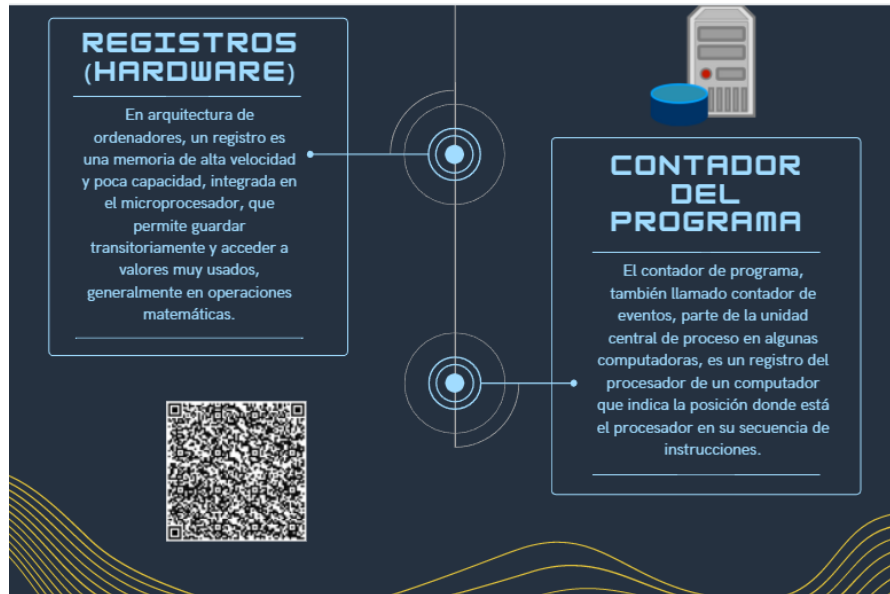 REGISTROS
(HARDWARE)
En arquitectura de
ordenadores, un registro es
una memoria de alta velocidad
y poca capacidad, integrada en
el microprocesador, que
permite guardar
transitoriamente y acceder a
valores muy usados,
generalmente en operaciones
matemáticas.
CONTADOR
DEL
PROGRAMA
El contador de programa,
también llamado contador de
eventos, parte de la unidad
central de proceso en algunas
computadoras, es un registro del
procesador de un computador
que indica la posición donde está
el procesador en su secuencia de
instrucciones.